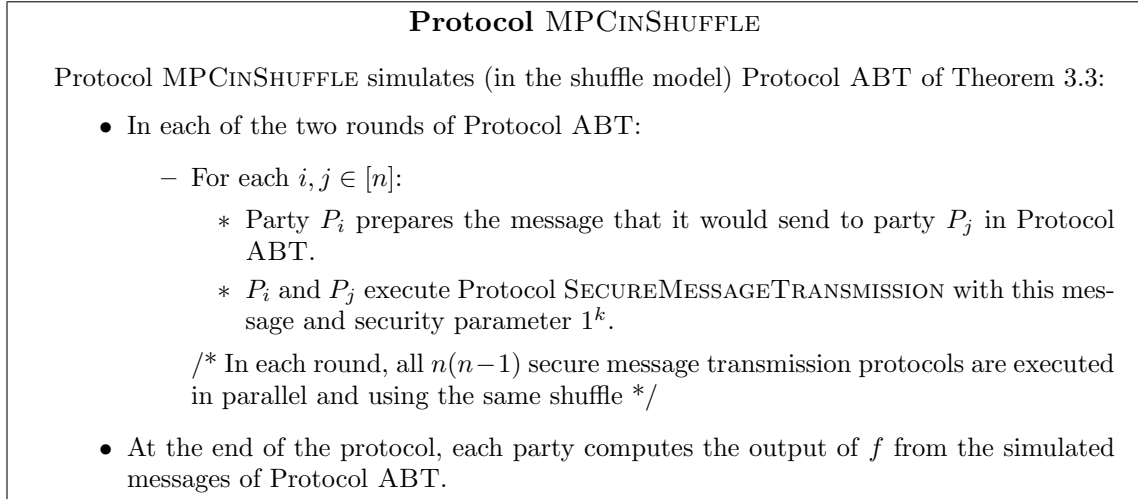 Protocol MPCinShuffle
Protocol MPCinShuffle simulates (in the shuffle model) Protocol ABT of Theorem 3.3:
• In each of the two rounds of Protocol ABT:
– For each i, j ∈ [n]:
∗ Party P_i prepares the message that it would send to party P_j in Protocol
ABT.
∗ P_i and P_j execute Protocol SecureMessageTransmission with this mes-
sage and security parameter 1^k.
/* In each round, all n(n−1) secure message transmission protocols are executed
in parallel and using the same shuffle */
• At the end of the protocol, each party computes the output of f from the simulated
messages of Protocol ABT.